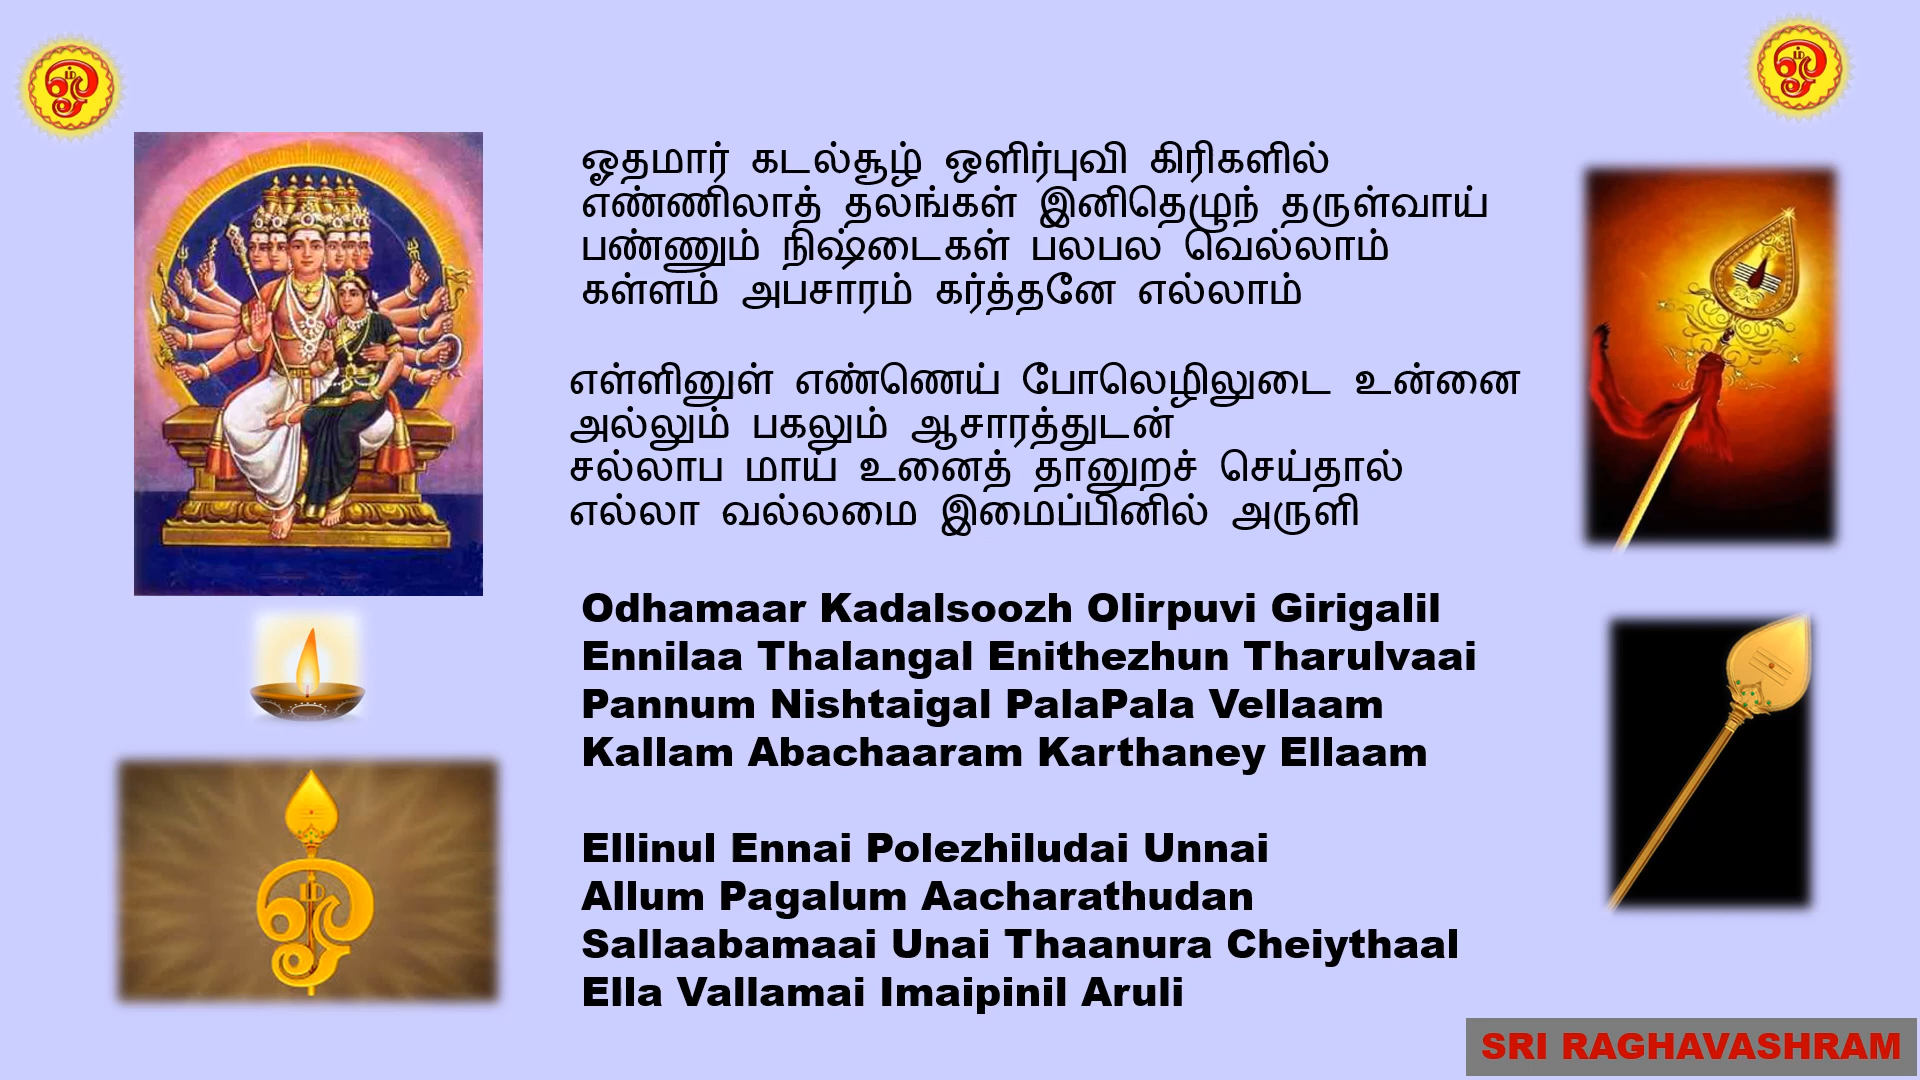 ஓம்
ஓம்
ஓதமார் கடல்சூழ் ஒளிர்புவி கிரிகளில்
எண்ணிலாத் தலங்கள் இனிதெழுந் தருள்வாய்
பண்ணும் நிஷ்டைகள் பலபல வெல்லாம்
கள்ளம் அபசாரம் கர்த்தனே எல்லாம்
எள்ளினுள் எண்ணெய் போலெழிலுடை உன்னை
அல்லும் பகலும் ஆசாரத்துடன்
சல்லாப மாய் உனைத் தானுறச் செய்தால்
எல்லா வல்லமை இமைப்பினில் அருளி
Odhamaar Kadalsoozh Olirpuvi Girigalil
Ennilaa Thalangal Enithezhun Tharulvaai
Pannum Nishtaigal PalaPala Vellaam
Kallam Abachaaram Karthaney Ellaam
Ellinul Ennai Polezhiludai Unnai
Allum Pagalum Aacharathudan
Sallaabamaai Unai Thaanura Cheiythaal
Ella Vallamai Imaipinil Aruli
ஓம்
SRI RAGHAVASHRAM